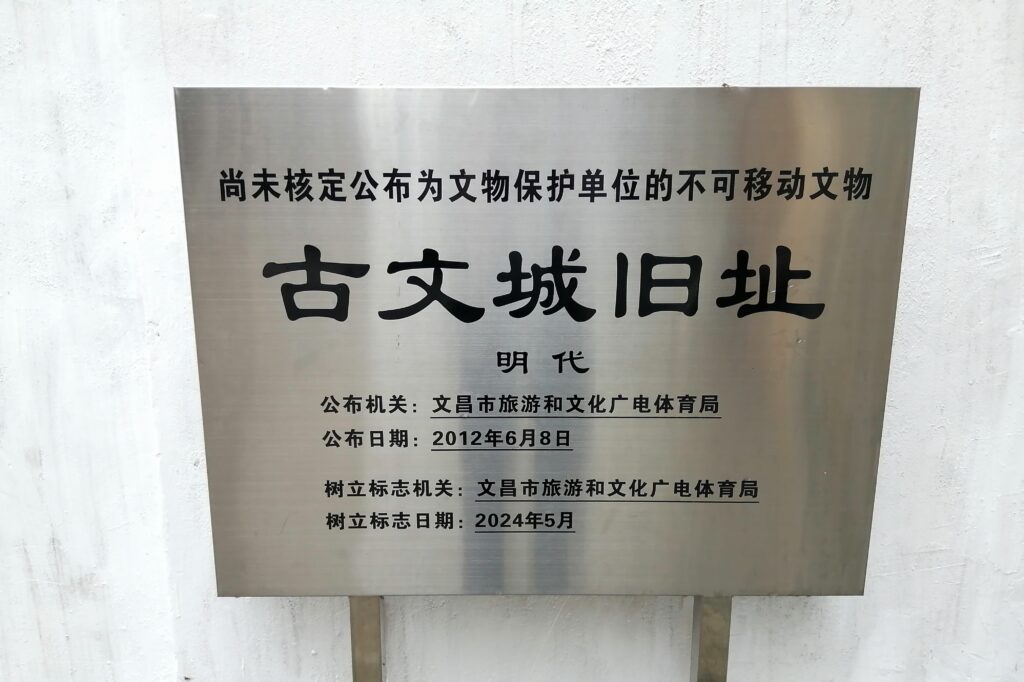 尚未核定公布为文物保护单位的不可移动文物
古文城旧址
明代
公布机关：文昌市旅游和文化广电体育局
公布日期：2012年6月8日
树立标志机关：文昌市旅游和文化广电体育局
树立标志日期：2024年5月